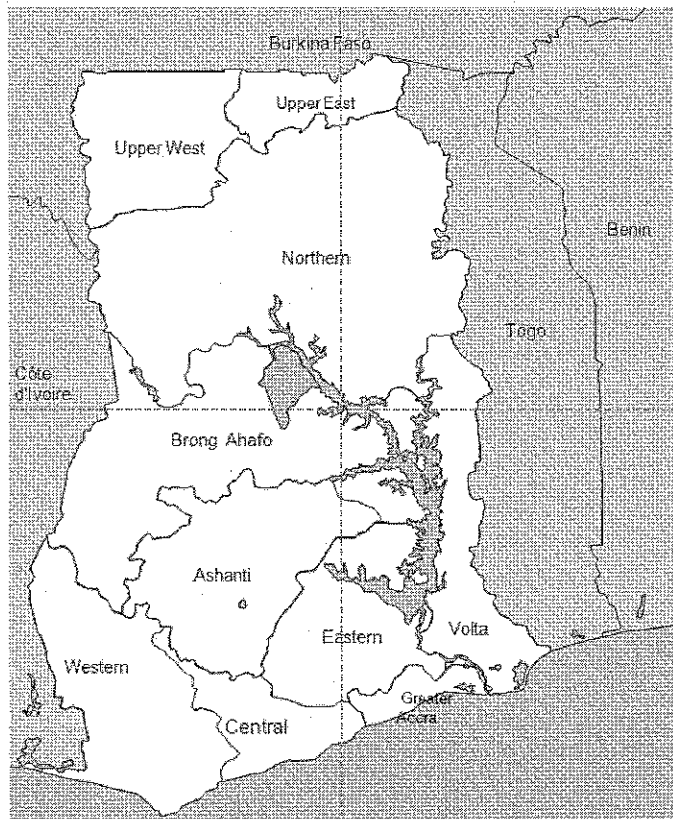 Burkina Faso
Upper East
Upper West
Benin
Northern
Togo
Côte
d'Ivoire
Brong Ahafo
Ashanti
Volta
Eastern
Western
Greater
Accra
Central